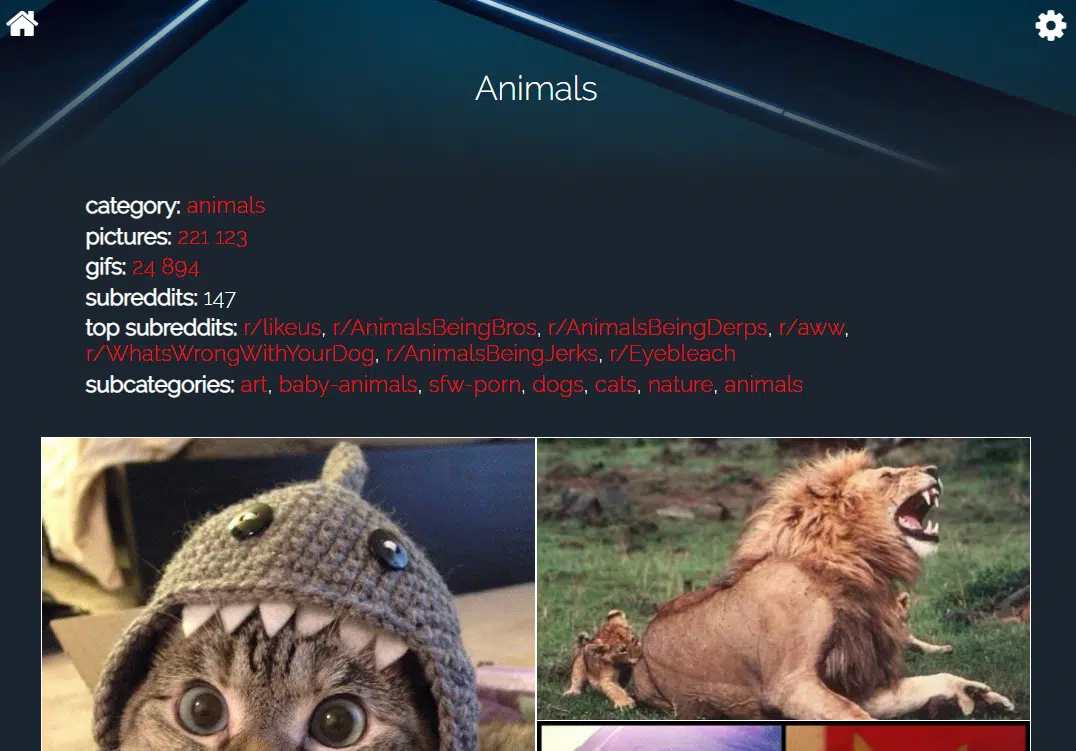 Animals
category: animals
pictures: 221 123
gifs: 24 894
subreddits: 147
top subreddits: r/likeus, r/AnimalsBeingBros, r/AnimalsBeingDerps, r/aww,
r/WhatsWrongWithYourDog, r/AnimalsBeingJerks, r/Eyebleach
subcategories: art, baby-animals, sfw-porn, dogs, cats, nature, animals